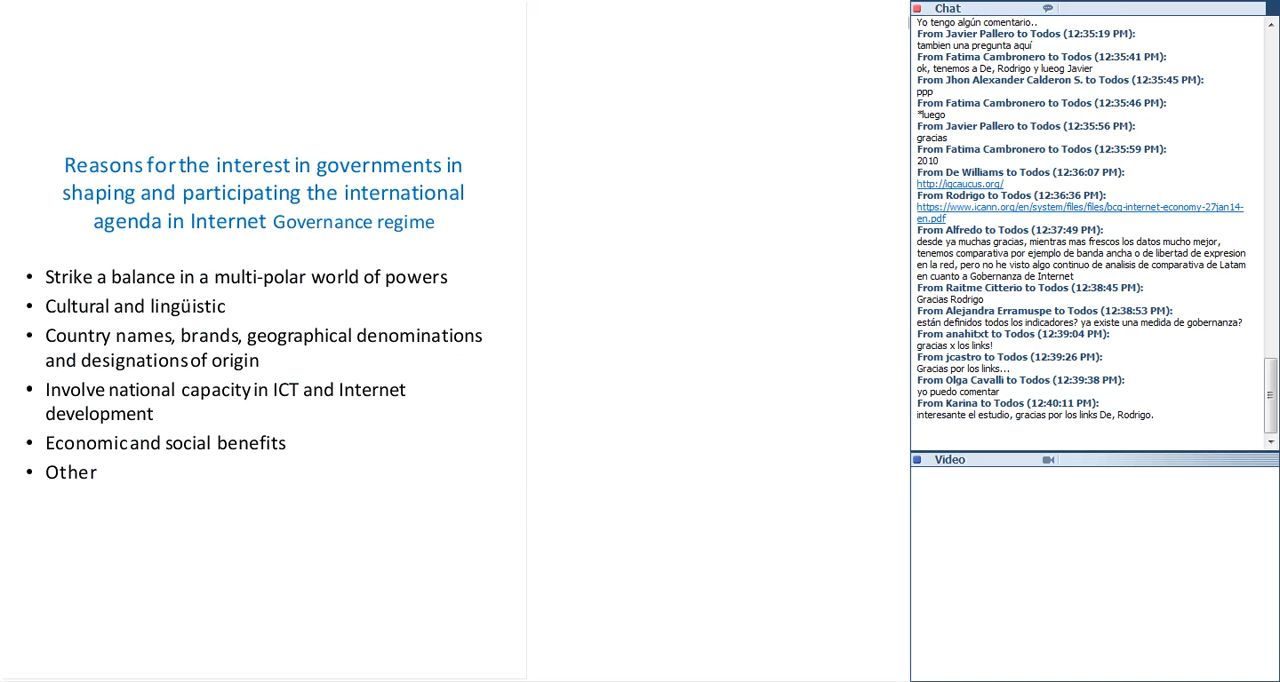 Reasons for the interest in governments in
shaping and participating the international
agenda in Internet Governance regime
• Strike a balance in a multi-polar world of powers
• Cultural and lingüistic
• Country names, brands, geographical denominations
and designations of origin
• Involve national capacity in ICT and Internet
development
• Economic and social benefits
• Other
Chat
Yo tengo algún comentario..
From Javier Pallero to Todos (12:35:19 PM):
tambien una pregunta aquí
From Fatima Cambronero to Todos (12:35:41 PM):
ok, tenemos a De, Rodrigo y lueog Javier
From Jhon Alexander Calderon S. to Todos (12:35:45 PM):
ppp
From Fatima Cambronero to Todos (12:35:46 PM):
*luego
From Javier Pallero to Todos (12:35:56 PM):
gracias
From Fatima Cambronero to Todos (12:35:59 PM):
2010
From De Williams to Todos (12:36:07 PM):
http://igcaucus.org/
From Rodrigo to Todos (12:36:36 PM):
https://www.icann.org/en/system/files/files/bcg-internet-economy-27jan14-
en.pdf
From Alfredo to Todos (12:37:49 PM):
desde ya muchas gracias, mientras mas frescos los datos mucho mejor,
tenemos comparativa por ejemplo de banda ancha o de libertad de expresion
en la red, pero no he visto algo continuo de analisis de comparativa de Latam
en cuanto a Gobernanza de Internet
From Raitme Citterio to Todos (12:38:45 PM):
Gracias Rodrigo
From Alejandra Erramuspe to Todos (12:38:53 PM):
están definidos todos los indicadores? ya existe una medida de gobernanza?
From anahitxt to Todos (12:39:04 PM):
gracias x los links!
From jcastro to Todos (12:39:26 PM):
Gracias por los links...
From Olga Cavalli to Todos (12:39:38 PM):
yo puedo comentar
From Karina to Todos (12:40:11 PM):
interesante el estudio, gracias por los links De, Rodrigo.
Video